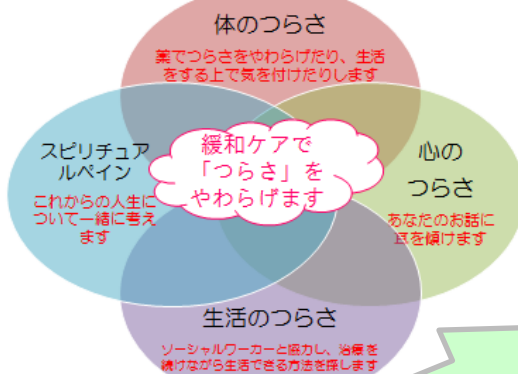 体のつらさ
薬でつらさをやわらげたり、生活
をする上で気を付けたりします
緩和ケアで
「つらさ」を
やわらげます
スピリチュア
ルペイン
これからの人生に
ついて一緒に考え
ます
心の
つらさ
あなたのお話に
耳を傾けます
生活のつらさ
ソーシャルワーカーと協力し、治療を
続けながら生活できる方法を探します